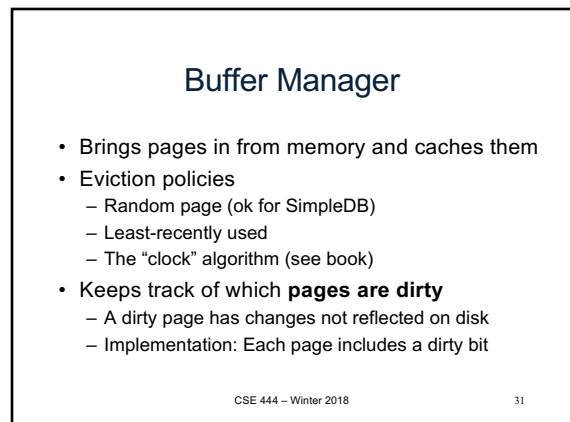 Buffer Manager
• Brings pages in from memory and caches them
• Eviction policies
– Random page (ok for SimpleDB)
– Least-recently used
– The “clock” algorithm (see book)
• Keeps track of which pages are dirty
– A dirty page has changes not reflected on disk
– Implementation: Each page includes a dirty bit
CSE 444 – Winter 2018
31